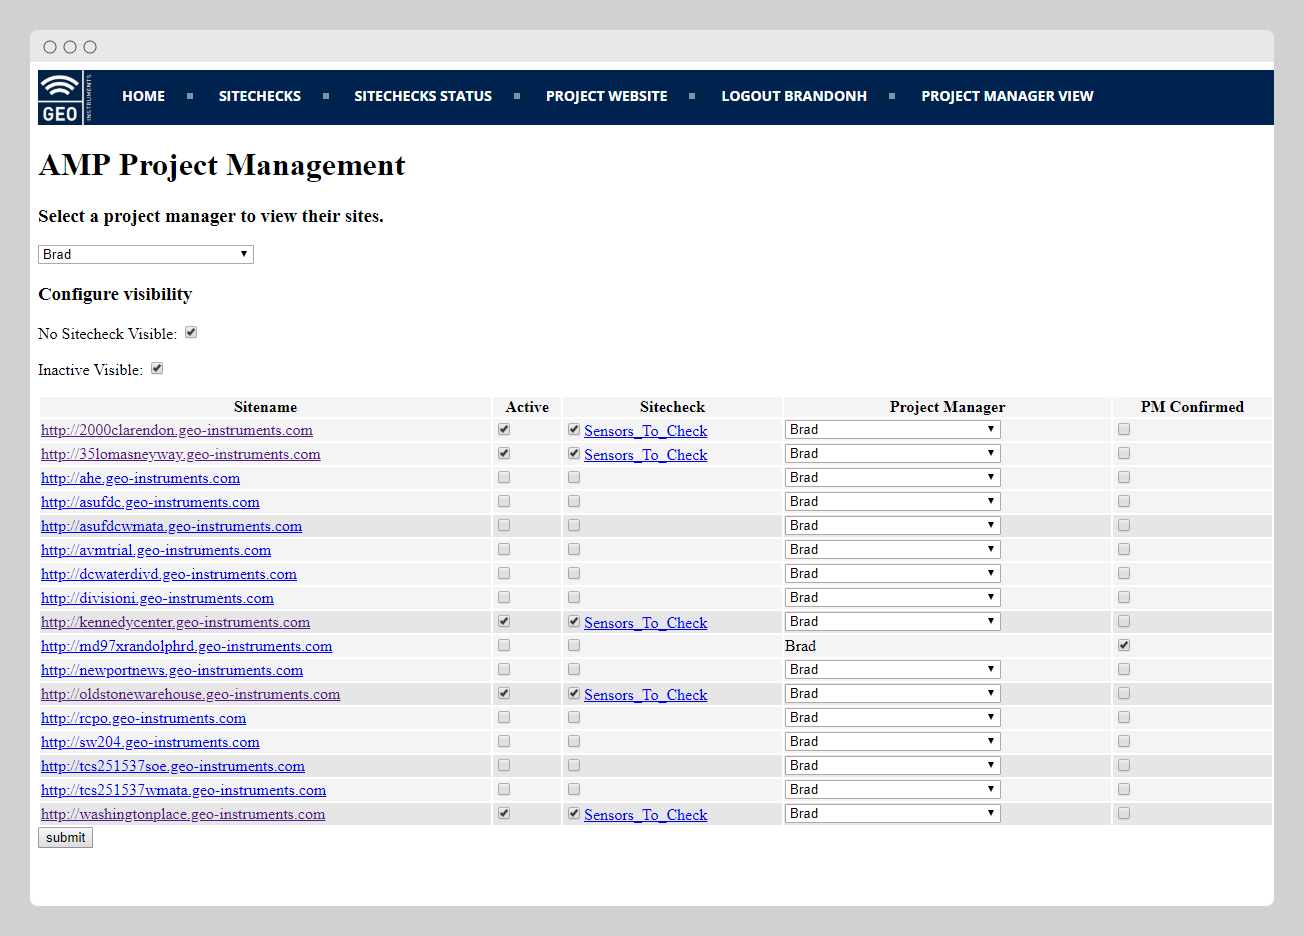 GEO INSTRUMENTS HOME SITECHECKS SITECHECKS STATUS PROJECT WEBSITE LOGOUT BRANDONH PROJECT MANAGER VIEW
AMP Project Management
Select a project manager to view their sites.
Brad
Configure visibility
No Sitecheck Visible:
Inactive Visible:
Sitename Active Sitecheck Project Manager PM Confirmed
http://2000clarendon.geo-instruments.com Sensors_To_Check Brad
http://35lomasneyway.geo-instruments.com Sensors_To_Check Brad
http://ahe.geo-instruments.com Brad
http://asufdc.geo-instruments.com Brad
http://asufdcwmata.geo-instruments.com Brad
http://avmtrial.geo-instruments.com Brad
http://dcwaterdivd.geo-instruments.com Brad
http://divisioni.geo-instruments.com Brad
http://kennedycenter.geo-instruments.com Sensors_To_Check Brad
http://md97xrandolphrd.geo-instruments.com Brad
http://newportnews.geo-instruments.com Brad
http://oldstonewarehouse.geo-instruments.com Sensors_To_Check Brad
http://rcpo.geo-instruments.com Brad
http://sw204.geo-instruments.com Brad
http://tcs251537soe.geo-instruments.com Brad
http://tcs251537wmata.geo-instruments.com Brad
http://washingtonplace.geo-instruments.com Sensors_To_Check Brad
submit